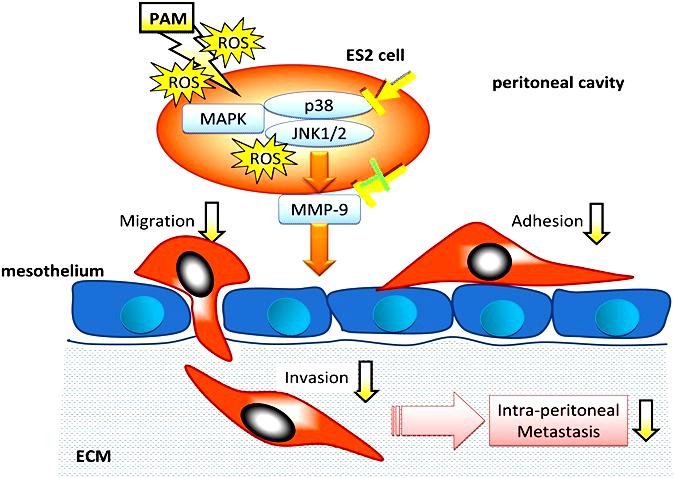 PAM
ROS
ES2 cell
ROS
peritoneal cavity
p38
MAPK
JNK1/2
ROS
MMP-9
Migration
Adhesion
mesothelium
Invasion
Intra-peritoneal
Metastasis
ECM